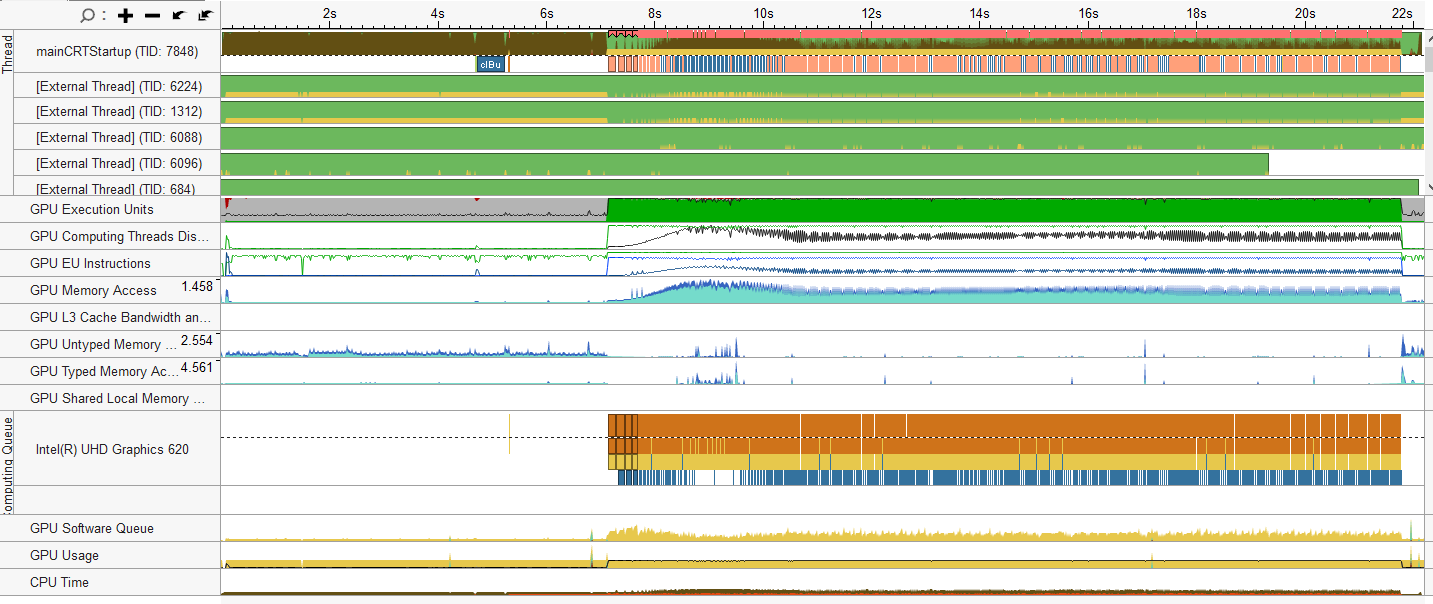 2s 4s 6s 8s 10s 12s 14s 16s 18s 20s 22s
Thread
mainCRTStartup (TID: 7848)
clBu
[External Thread] (TID: 6224)
[External Thread] (TID: 1312)
[External Thread] (TID: 6088)
[External Thread] (TID: 6096)
[External Thread] (TID: 684)
GPU Execution Units
GPU Computing Threads Dis...
GPU EU Instructions
GPU Memory Access 1.458
GPU L3 Cache Bandwidth an...
GPU Untyped Memory ... 2.554
GPU Typed Memory Ac... 4.561
GPU Shared Local Memory ...
omputing Queue
Intel(R) UHD Graphics 620
GPU Software Queue
GPU Usage
CPU Time